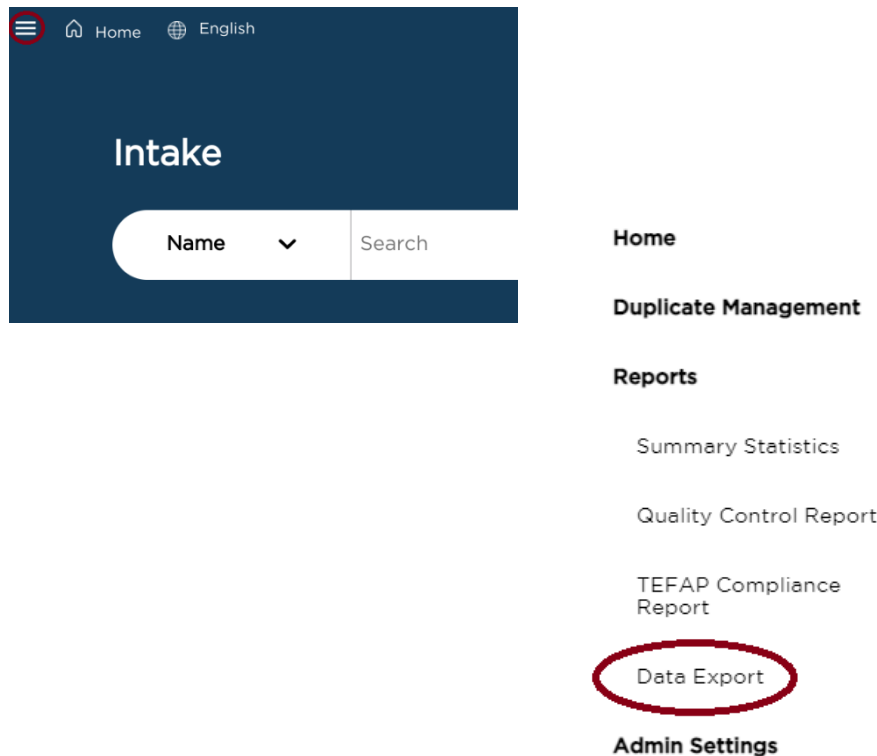 Home English
Intake
Name Search
Home
Duplicate Management
Reports
Summary Statistics
Quality Control Report
TEFAP Compliance
Report
Data Export
Admin Settings